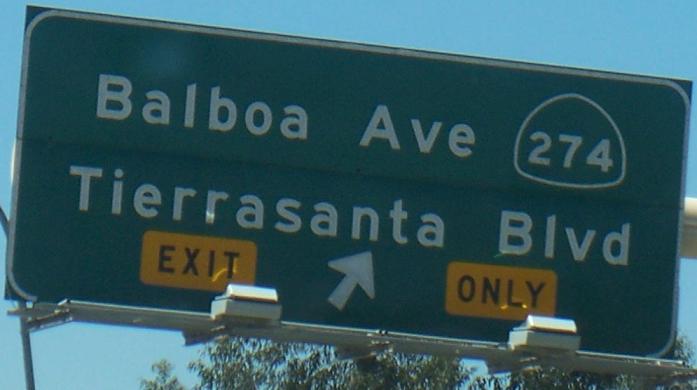 Balboa Ave 274
Tierrasanta Blvd
EXIT ONLY